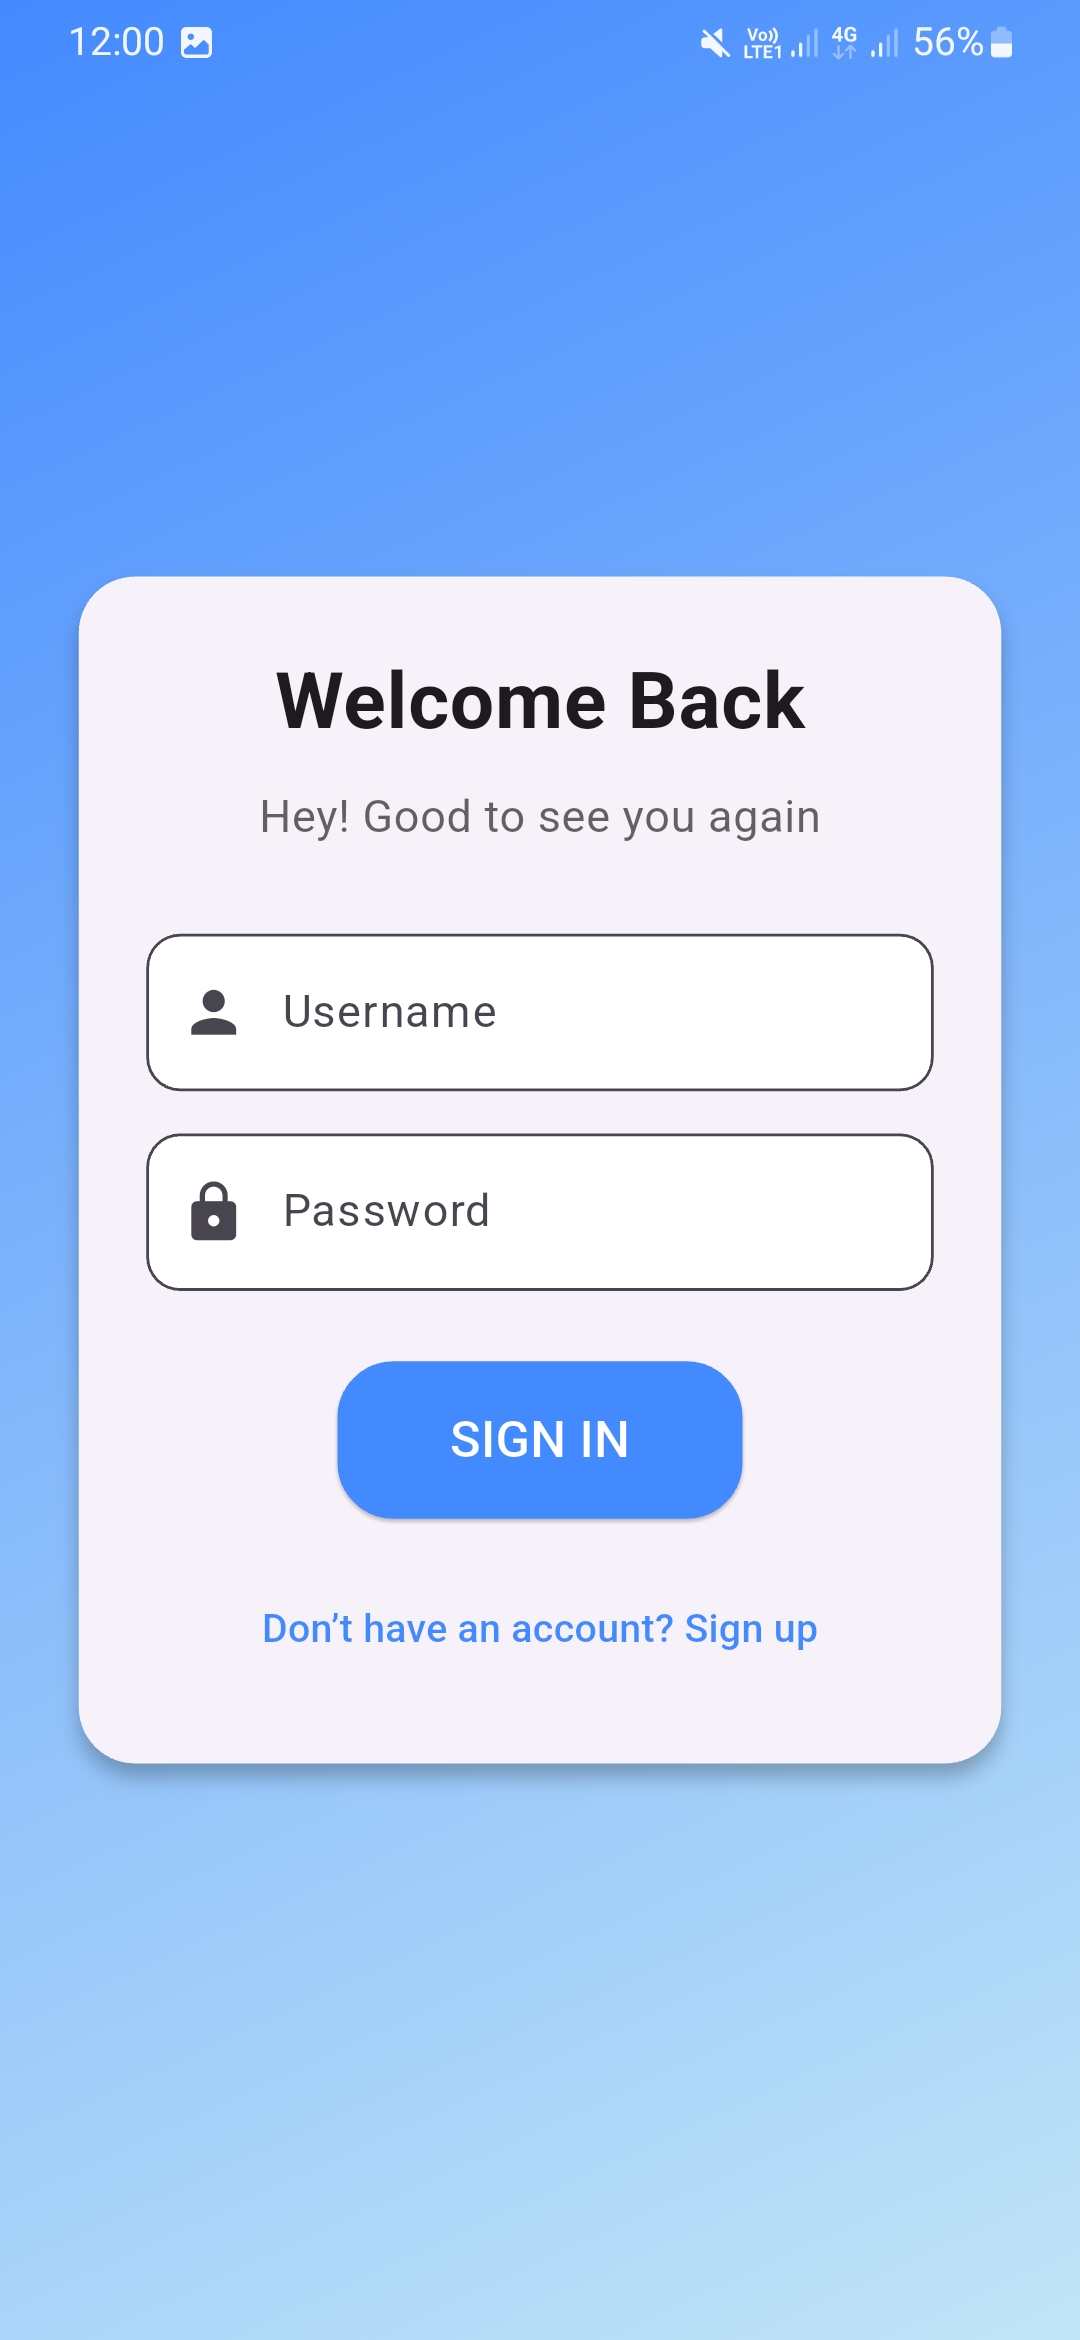 12:00 Vo)) LTE1 4G 56%
Welcome Back
Hey! Good to see you again
Username
Password
SIGN IN
Don’t have an account? Sign up